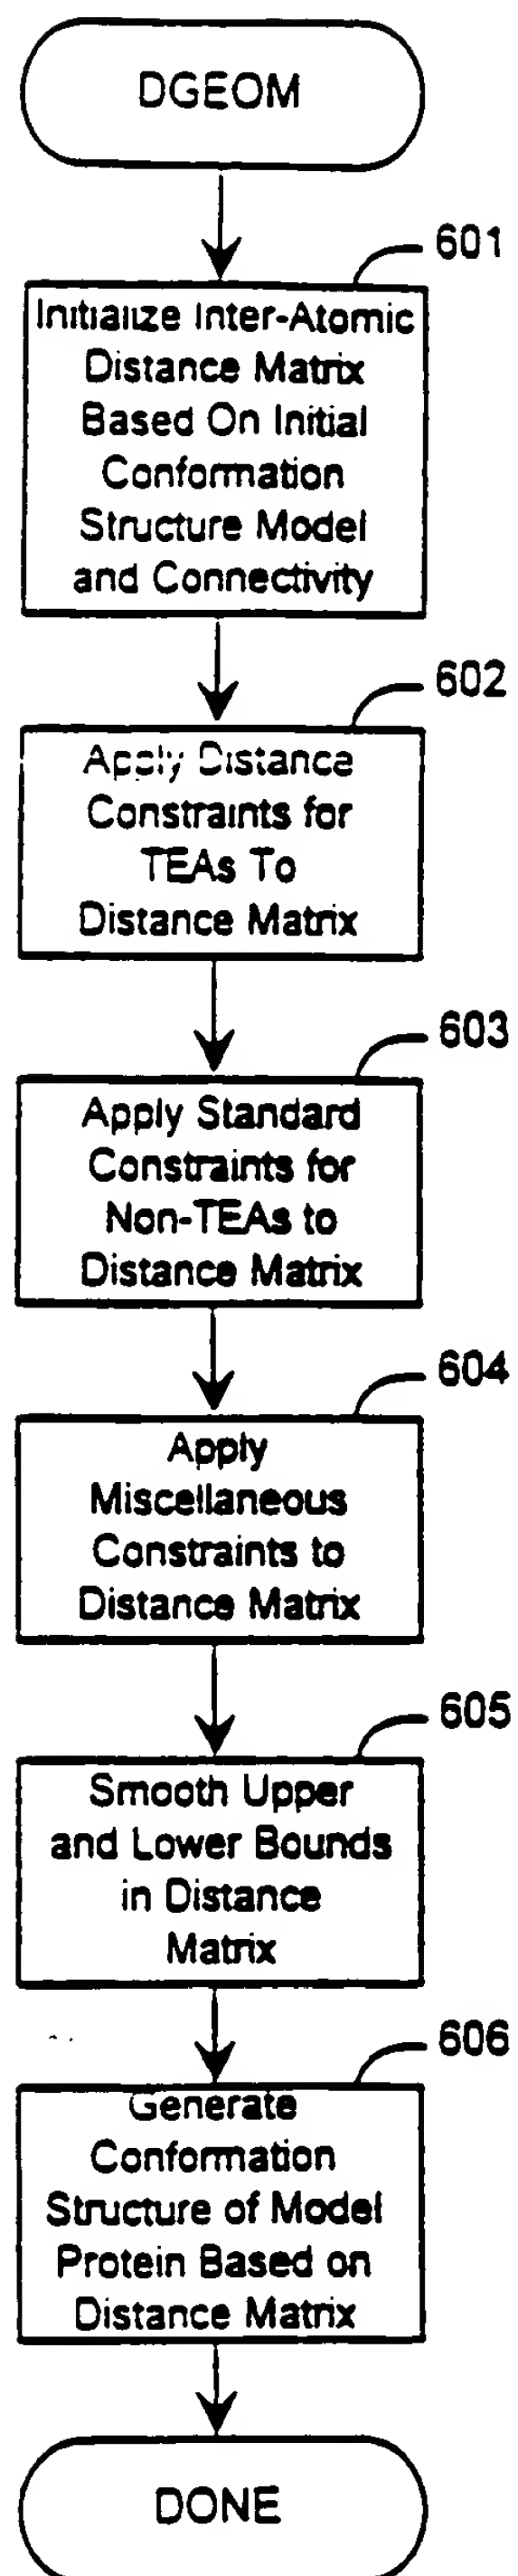 DGEOM
601
Initialize Inter-Atomic
Distance Matrix
Based On Initial
Conformation
Structure Model
and Connectivity
602
Apply Distance
Constraints for
TEAs To
Distance Matrix
603
Apply Standard
Constraints for
Non-TEAs to
Distance Matrix
604
Apply
Miscellaneous
Constraints to
Distance Matrix
605
Smooth Upper
and Lower Bounds
in Distance
Matrix
606
Generate
Conformation
Structure of Model
Protein Based on
Distance Matrix
DONE